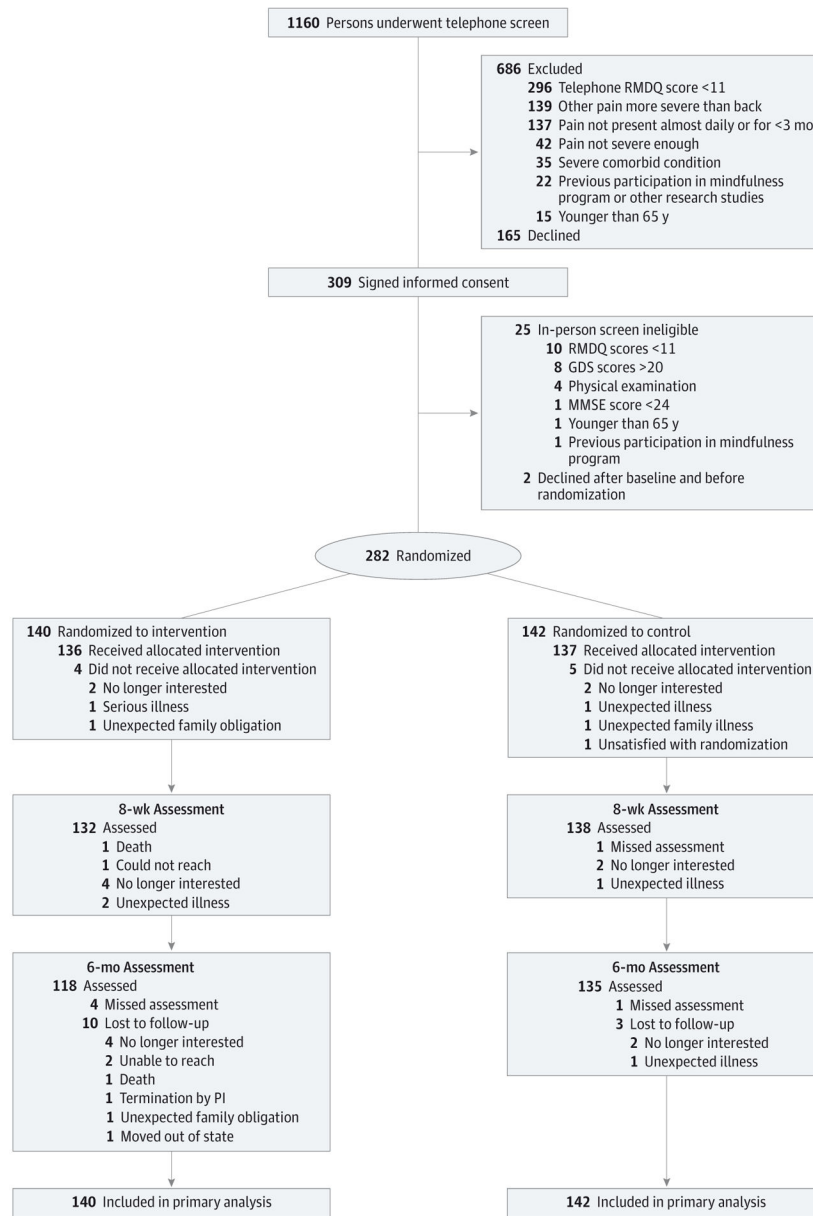 1160 Persons underwent telephone screen
686 Excluded
296 Telephone RMDQ score <11
139 Other pain more severe than back
137 Pain not present almost daily or for <3 mo
42 Pain not severe enough
35 Severe comorbid condition
22 Previous participation in mindfulness
program or other research studies
15 Younger than 65 y
165 Declined
309 Signed informed consent
25 In-person screen ineligible
10 RMDQ scores <11
8 GDS scores >20
4 Physical examination
1 MMSE score <24
1 Younger than 65 y
1 Previous participation in mindfulness
program
2 Declined after baseline and before
randomization
282 Randomized
140 Randomized to intervention
136 Received allocated intervention
4 Did not receive allocated intervention
2 No longer interested
1 Serious illness
1 Unexpected family obligation
142 Randomized to control
137 Received allocated intervention
5 Did not receive allocated intervention
2 No longer interested
1 Unexpected illness
1 Unexpected family illness
1 Unsatisfied with randomization
8-wk Assessment
132 Assessed
1 Death
1 Could not reach
4 No longer interested
2 Unexpected illness
8-wk Assessment
138 Assessed
1 Missed assessment
2 No longer interested
1 Unexpected illness
6-mo Assessment
118 Assessed
4 Missed assessment
10 Lost to follow-up
4 No longer interested
2 Unable to reach
1 Death
1 Termination by PI
1 Unexpected family obligation
1 Moved out of state
6-mo Assessment
135 Assessed
1 Missed assessment
3 Lost to follow-up
2 No longer interested
1 Unexpected illness
140 Included in primary analysis
142 Included in primary analysis